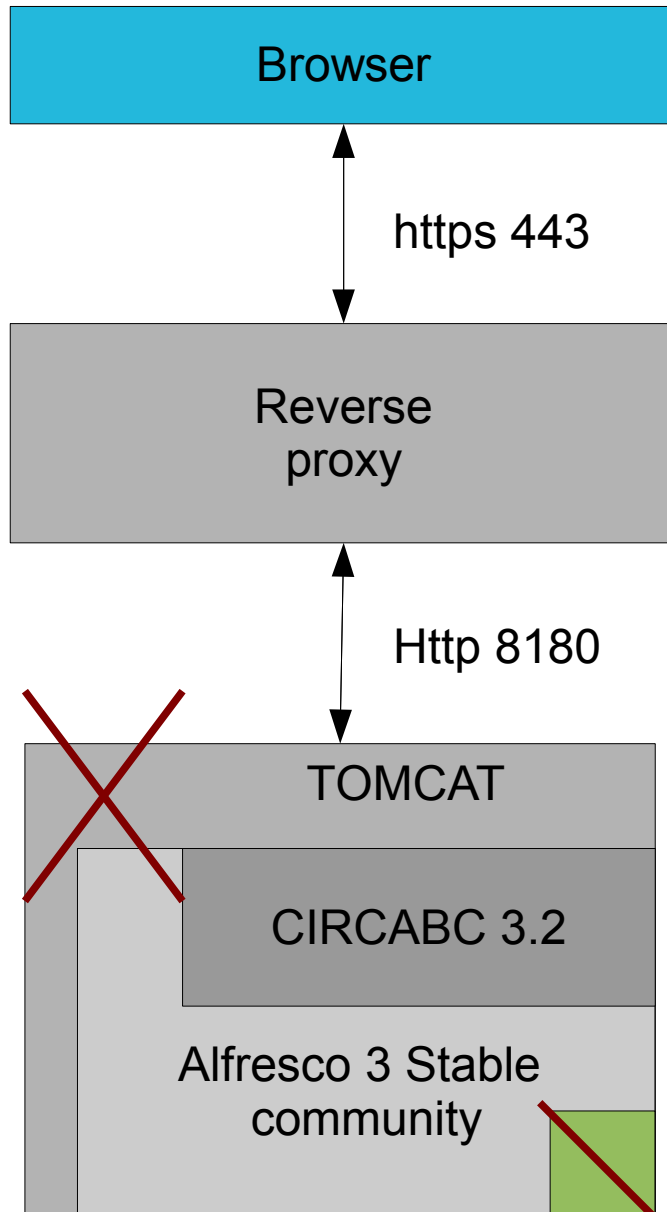 Browser
https 443
Reverse
proxy
Http 8180
TOMCAT
CIRCABC 3.2
Alfresco 3 Stable
community